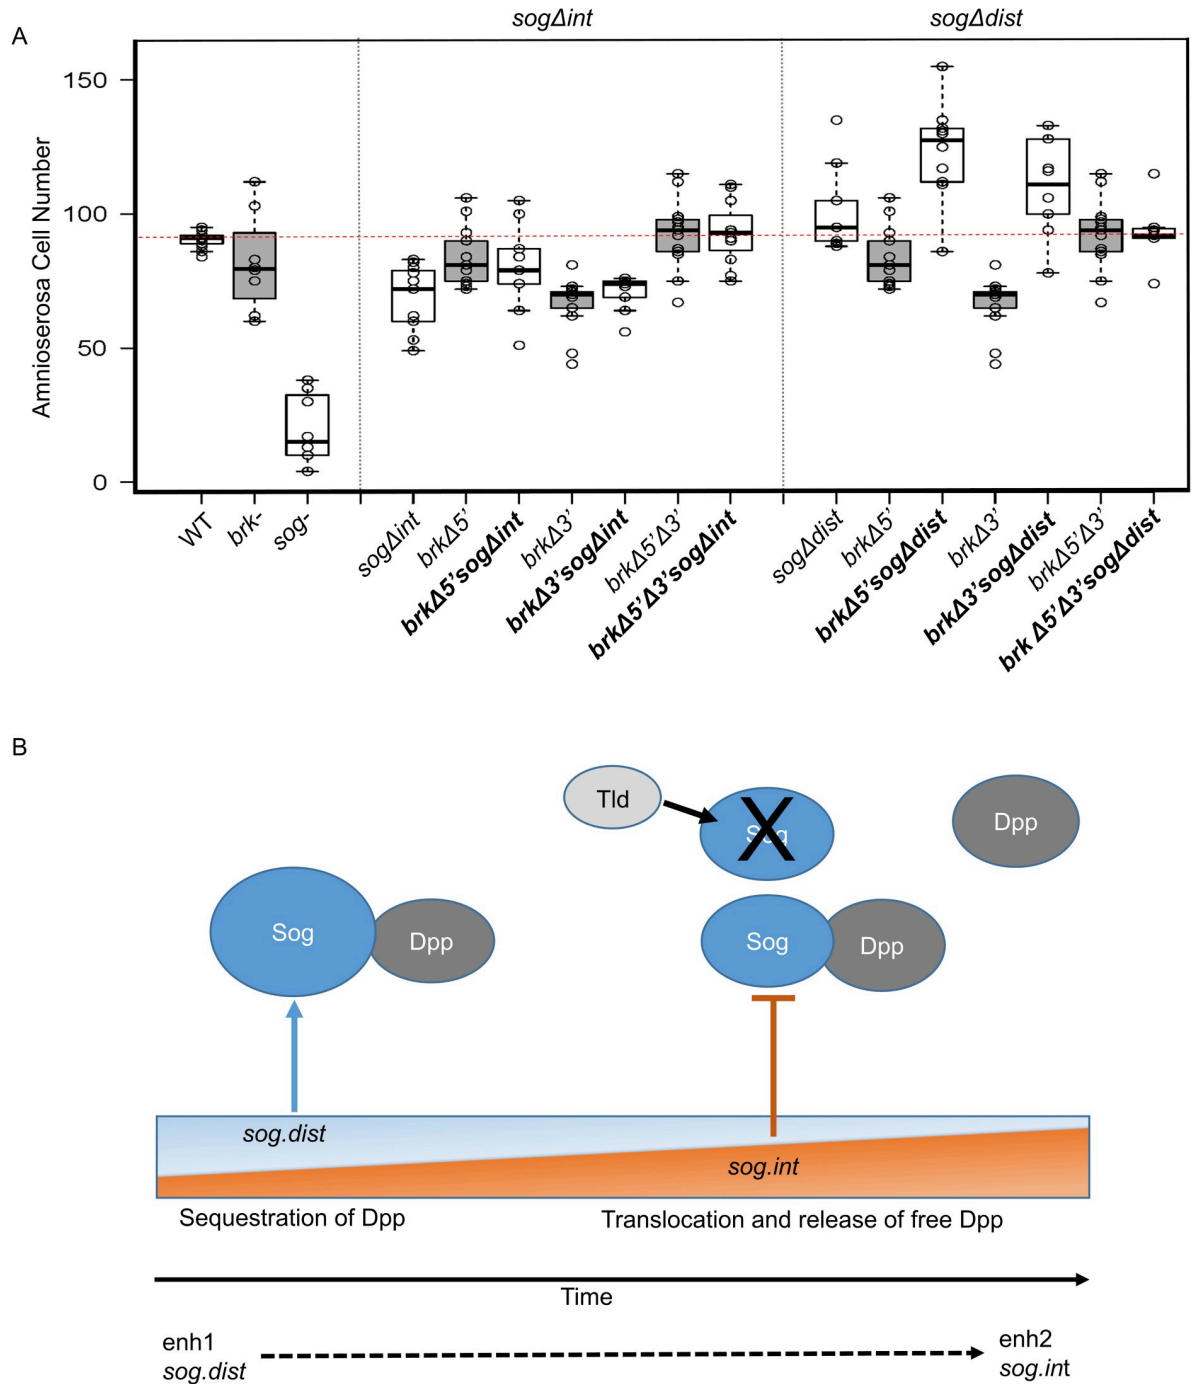 A
sogΔint
sogΔdist
Amnioserosa Cell Number
150
100
50
0
WT
brk-
sog-
sogΔint
brkΔ5'
brkΔ5'sogΔint
brkΔ3'
brkΔ3'sogΔint
brkΔ5'Δ3'
brkΔ5'Δ3'sogΔint
sogΔdist
brkΔ5'
brkΔ5'sogΔdist
brkΔ3'
brkΔ3'sogΔdist
brkΔ5'Δ3'
brk Δ5'Δ3'sogΔdist
B
Tld
Sog
Dpp
Sog
Dpp
Sog
Dpp
sog.dist
sog.int
Sequestration of Dpp
Translocation and release of free Dpp
Time
enh1
sog.dist
enh2
sog.int